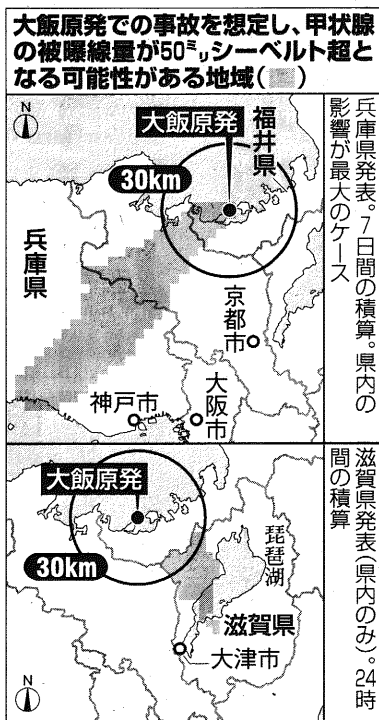 大飯原発での事故を想定し、甲状腺
の被曝線量が50㍉シーベルト超と
なる可能性がある地域(　)
兵庫県発表。7日間の積算。県内の
影響が最大のケース
N
大飯原発
福井県
30km
兵庫県
京都市
神戸市
大阪市
滋賀県発表(県内のみ)。24時
間の積算
大飯原発
30km
琵琶湖
滋賀県
大津市
N